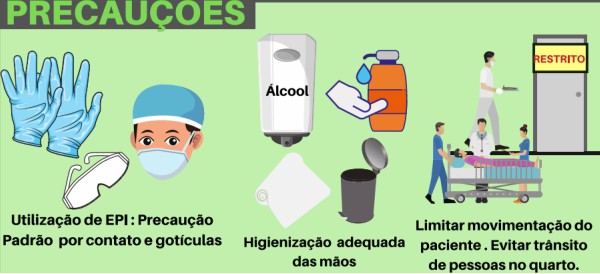 PRECAUÇÕES
Álcool
RESTRITO
Utilização de EPI : Precaução
Padrão por contato e gotículas
Higienização adequada
das mãos
Limitar movimentação do
paciente . Evitar trânsito
de pessoas no quarto.